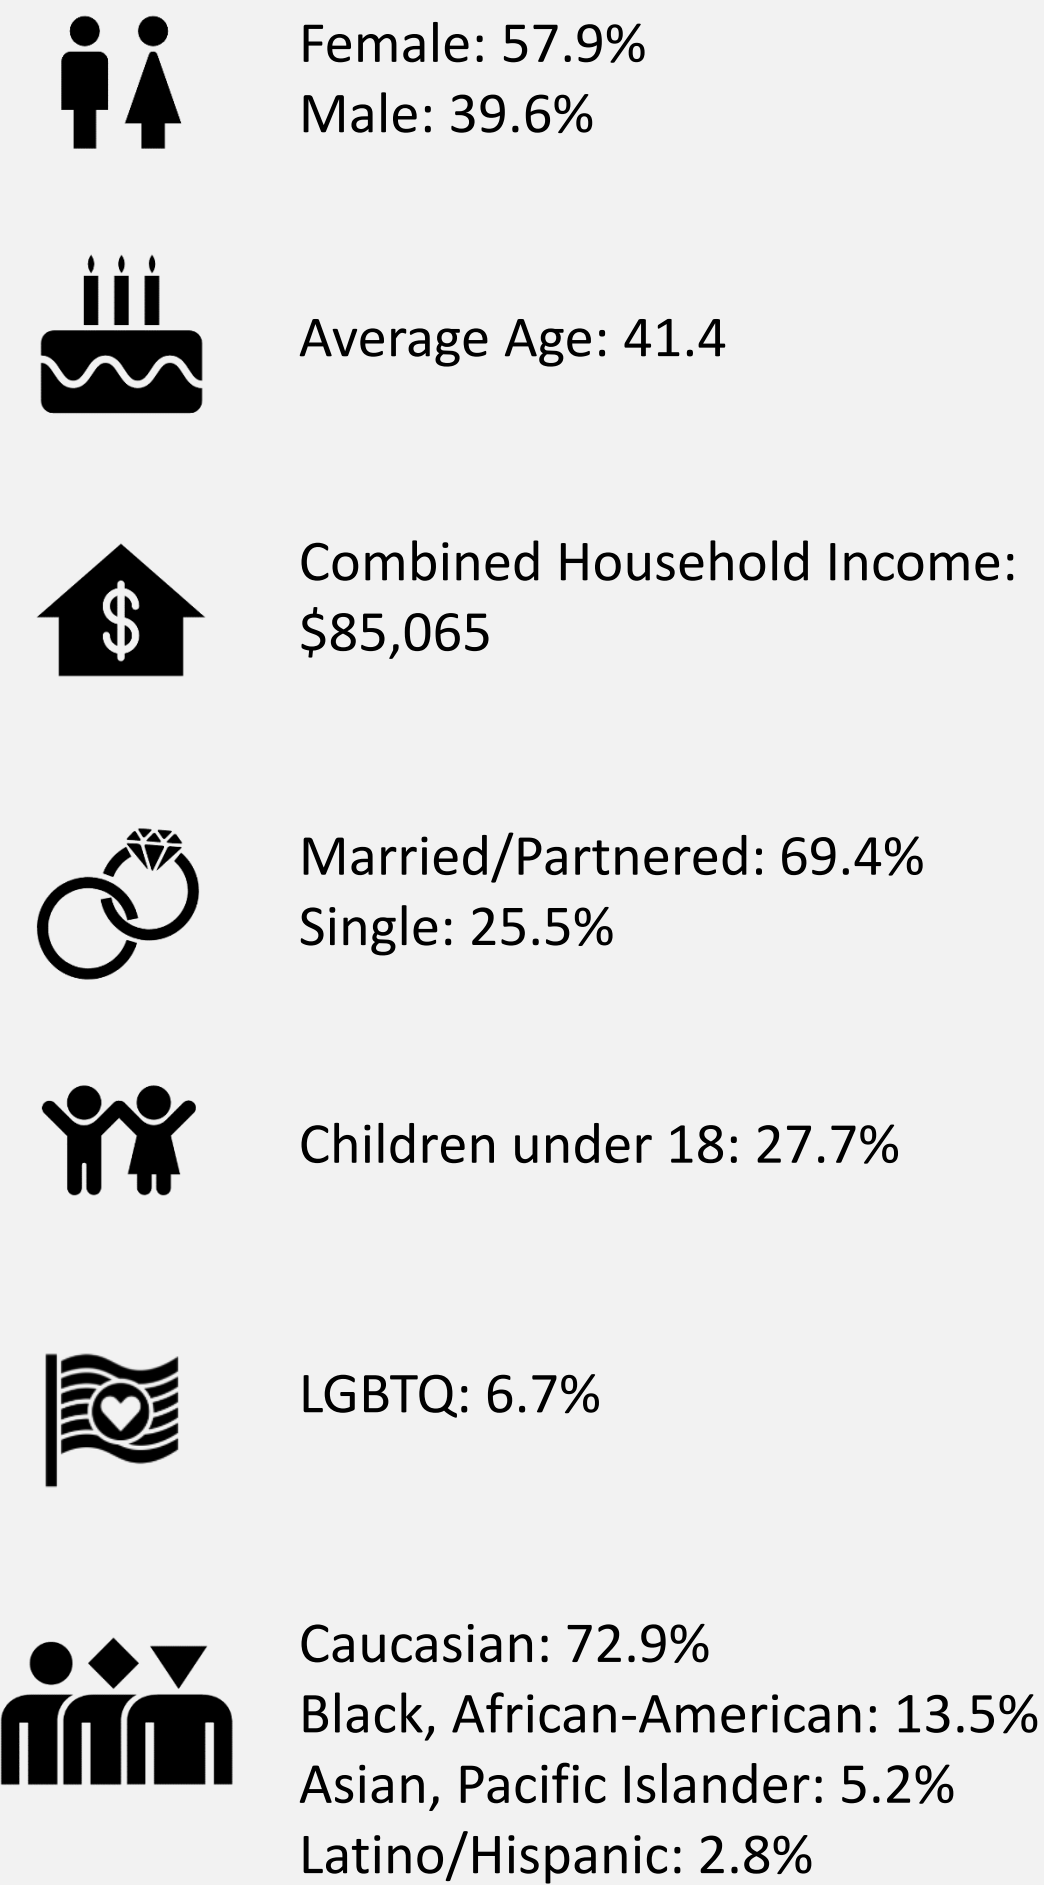 Female: 57.9%
Male: 39.6%
Average Age: 41.4
Combined Household Income:
$85,065
Married/Partnered: 69.4%
Single: 25.5%
Children under 18: 27.7%
LGBTQ: 6.7%
Caucasian: 72.9%
Black, African-American: 13.5%
Asian, Pacific Islander: 5.2%
Latino/Hispanic: 2.8%